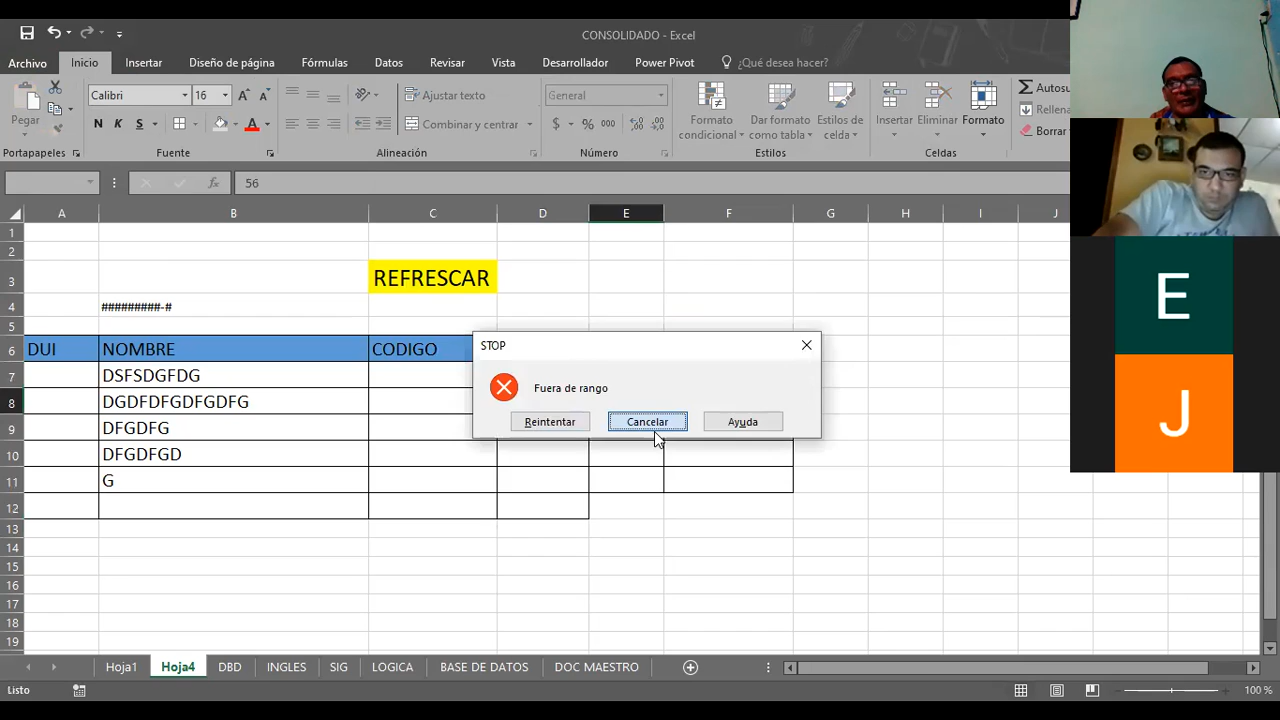 CONSOLIDADO - Excel
Archivo Inicio Insertar Diseño de página Fórmulas Datos Revisar Vista Desarrollador Power Pivot ¿Qué desea hacer?
Pegar
Calibri 16 A A
N K S A
Ajustar texto
Combinar y centrar
General
$ % 000
Formato condicional
Dar formato como tabla
Estilos de celda
Insertar
Eliminar
Formato
Autosu
Rellena
Borrar
Portapapeles Fuente Alineación Número Estilos Celdas
fx 56
A B C D E F G H I J
1
2
3 REFRESCAR
4 #########-#
5
6 DUI NOMBRE CODIGO
7 DSFSDGFDG
8 DGDFDFGDFGDFG
9 DFGDFG
10 DFGDFGD
11 G
12
13
14
15
16
17
18
19
STOP
Fuera de rango
Reintentar Cancelar Ayuda
E
J
Hoja1 Hoja4 DBD INGLES SIG LOGICA BASE DE DATOS DOC MAESTRO
Listo
100 %